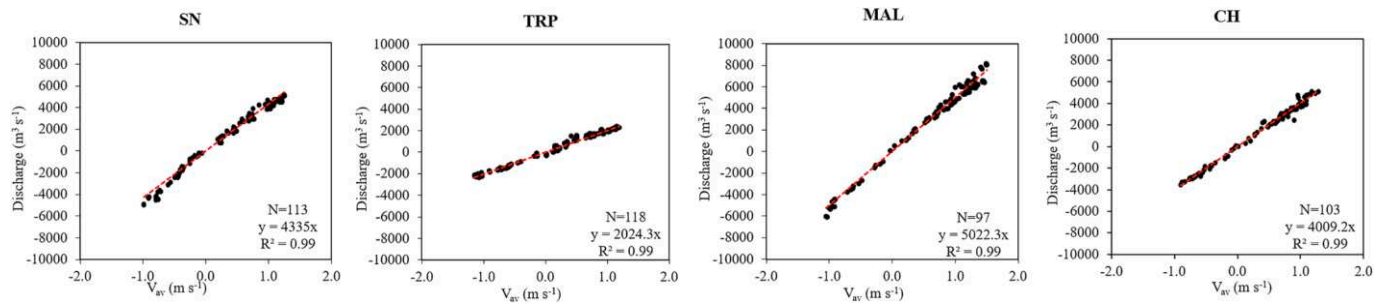 SN
10000
8000
6000
4000
2000
0
-2000
-4000
-6000
-8000
-10000
Discharge (m³ s⁻¹)
N=113
y = 4335x
R² = 0.99
-2.0 -1.0 0.0 1.0 2.0
Vav (m s⁻¹)
TRP
10000
8000
6000
4000
2000
0
-2000
-4000
-6000
-8000
-10000
Discharge (m³ s⁻¹)
N=118
y = 2024.3x
R² = 0.99
-2.0 -1.0 0.0 1.0 2.0
Vav (m s⁻¹)
MAL
10000
8000
6000
4000
2000
0
-2000
-4000
-6000
-8000
-10000
Discharge (m³ s⁻¹)
N=97
y = 5022.3x
R² = 0.99
-2.0 -1.0 0.0 1.0 2.0
Vav (m s⁻¹)
CH
10000
8000
6000
4000
2000
0
-2000
-4000
-6000
-8000
-10000
Discharge (m³ s⁻¹)
N=103
y = 4009.2x
R² = 0.99
-2.0 -1.0 0.0 1.0 2.0
Vav (m s⁻¹)